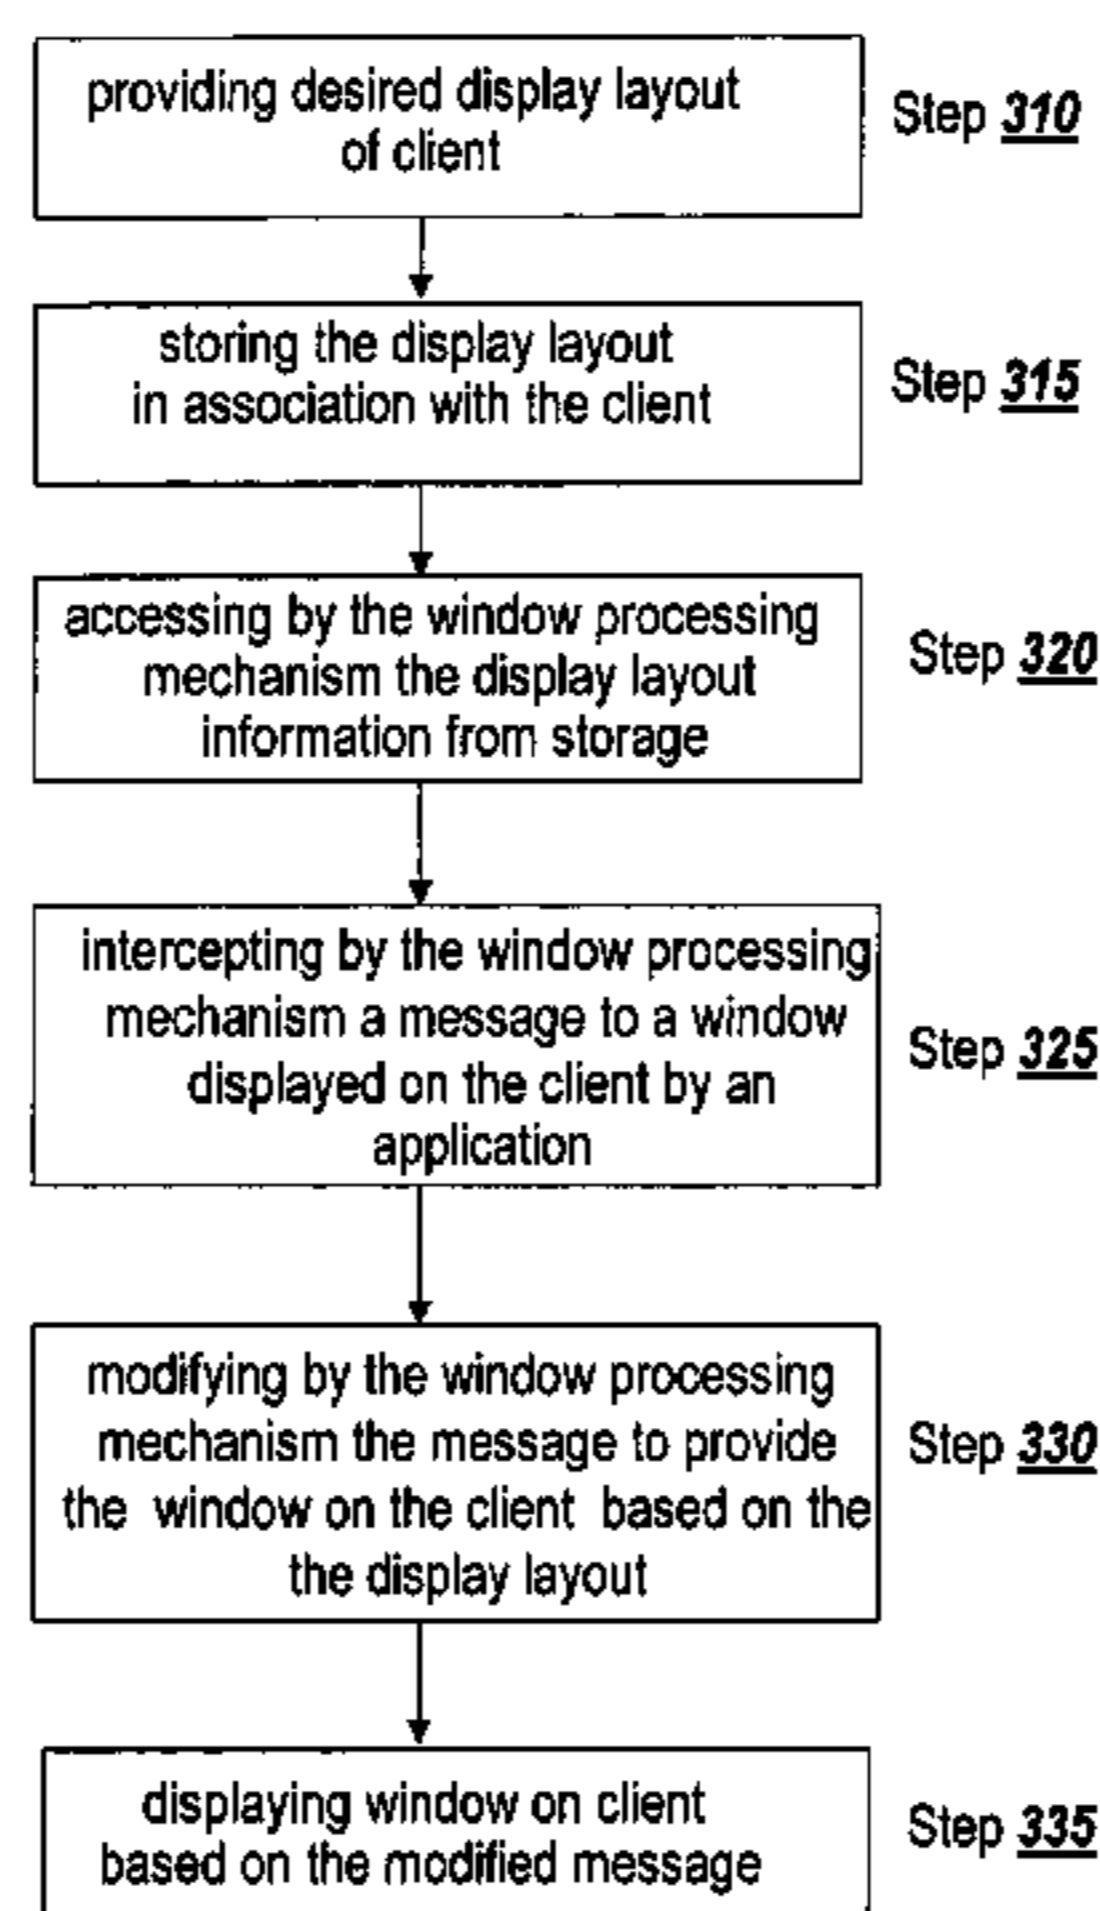 providing desired display layout
of client
Step 310
storing the display layout
in association with the client
Step 315
accessing by the window processing
mechanism the display layout
information from storage
Step 320
intercepting by the window processing
mechanism a message to a window
displayed on the client by an
application
Step 325
modifying by the window processing
mechanism the message to provide
the window on the client based on the
the display layout
Step 330
displaying window on client
based on the modified message
Step 335